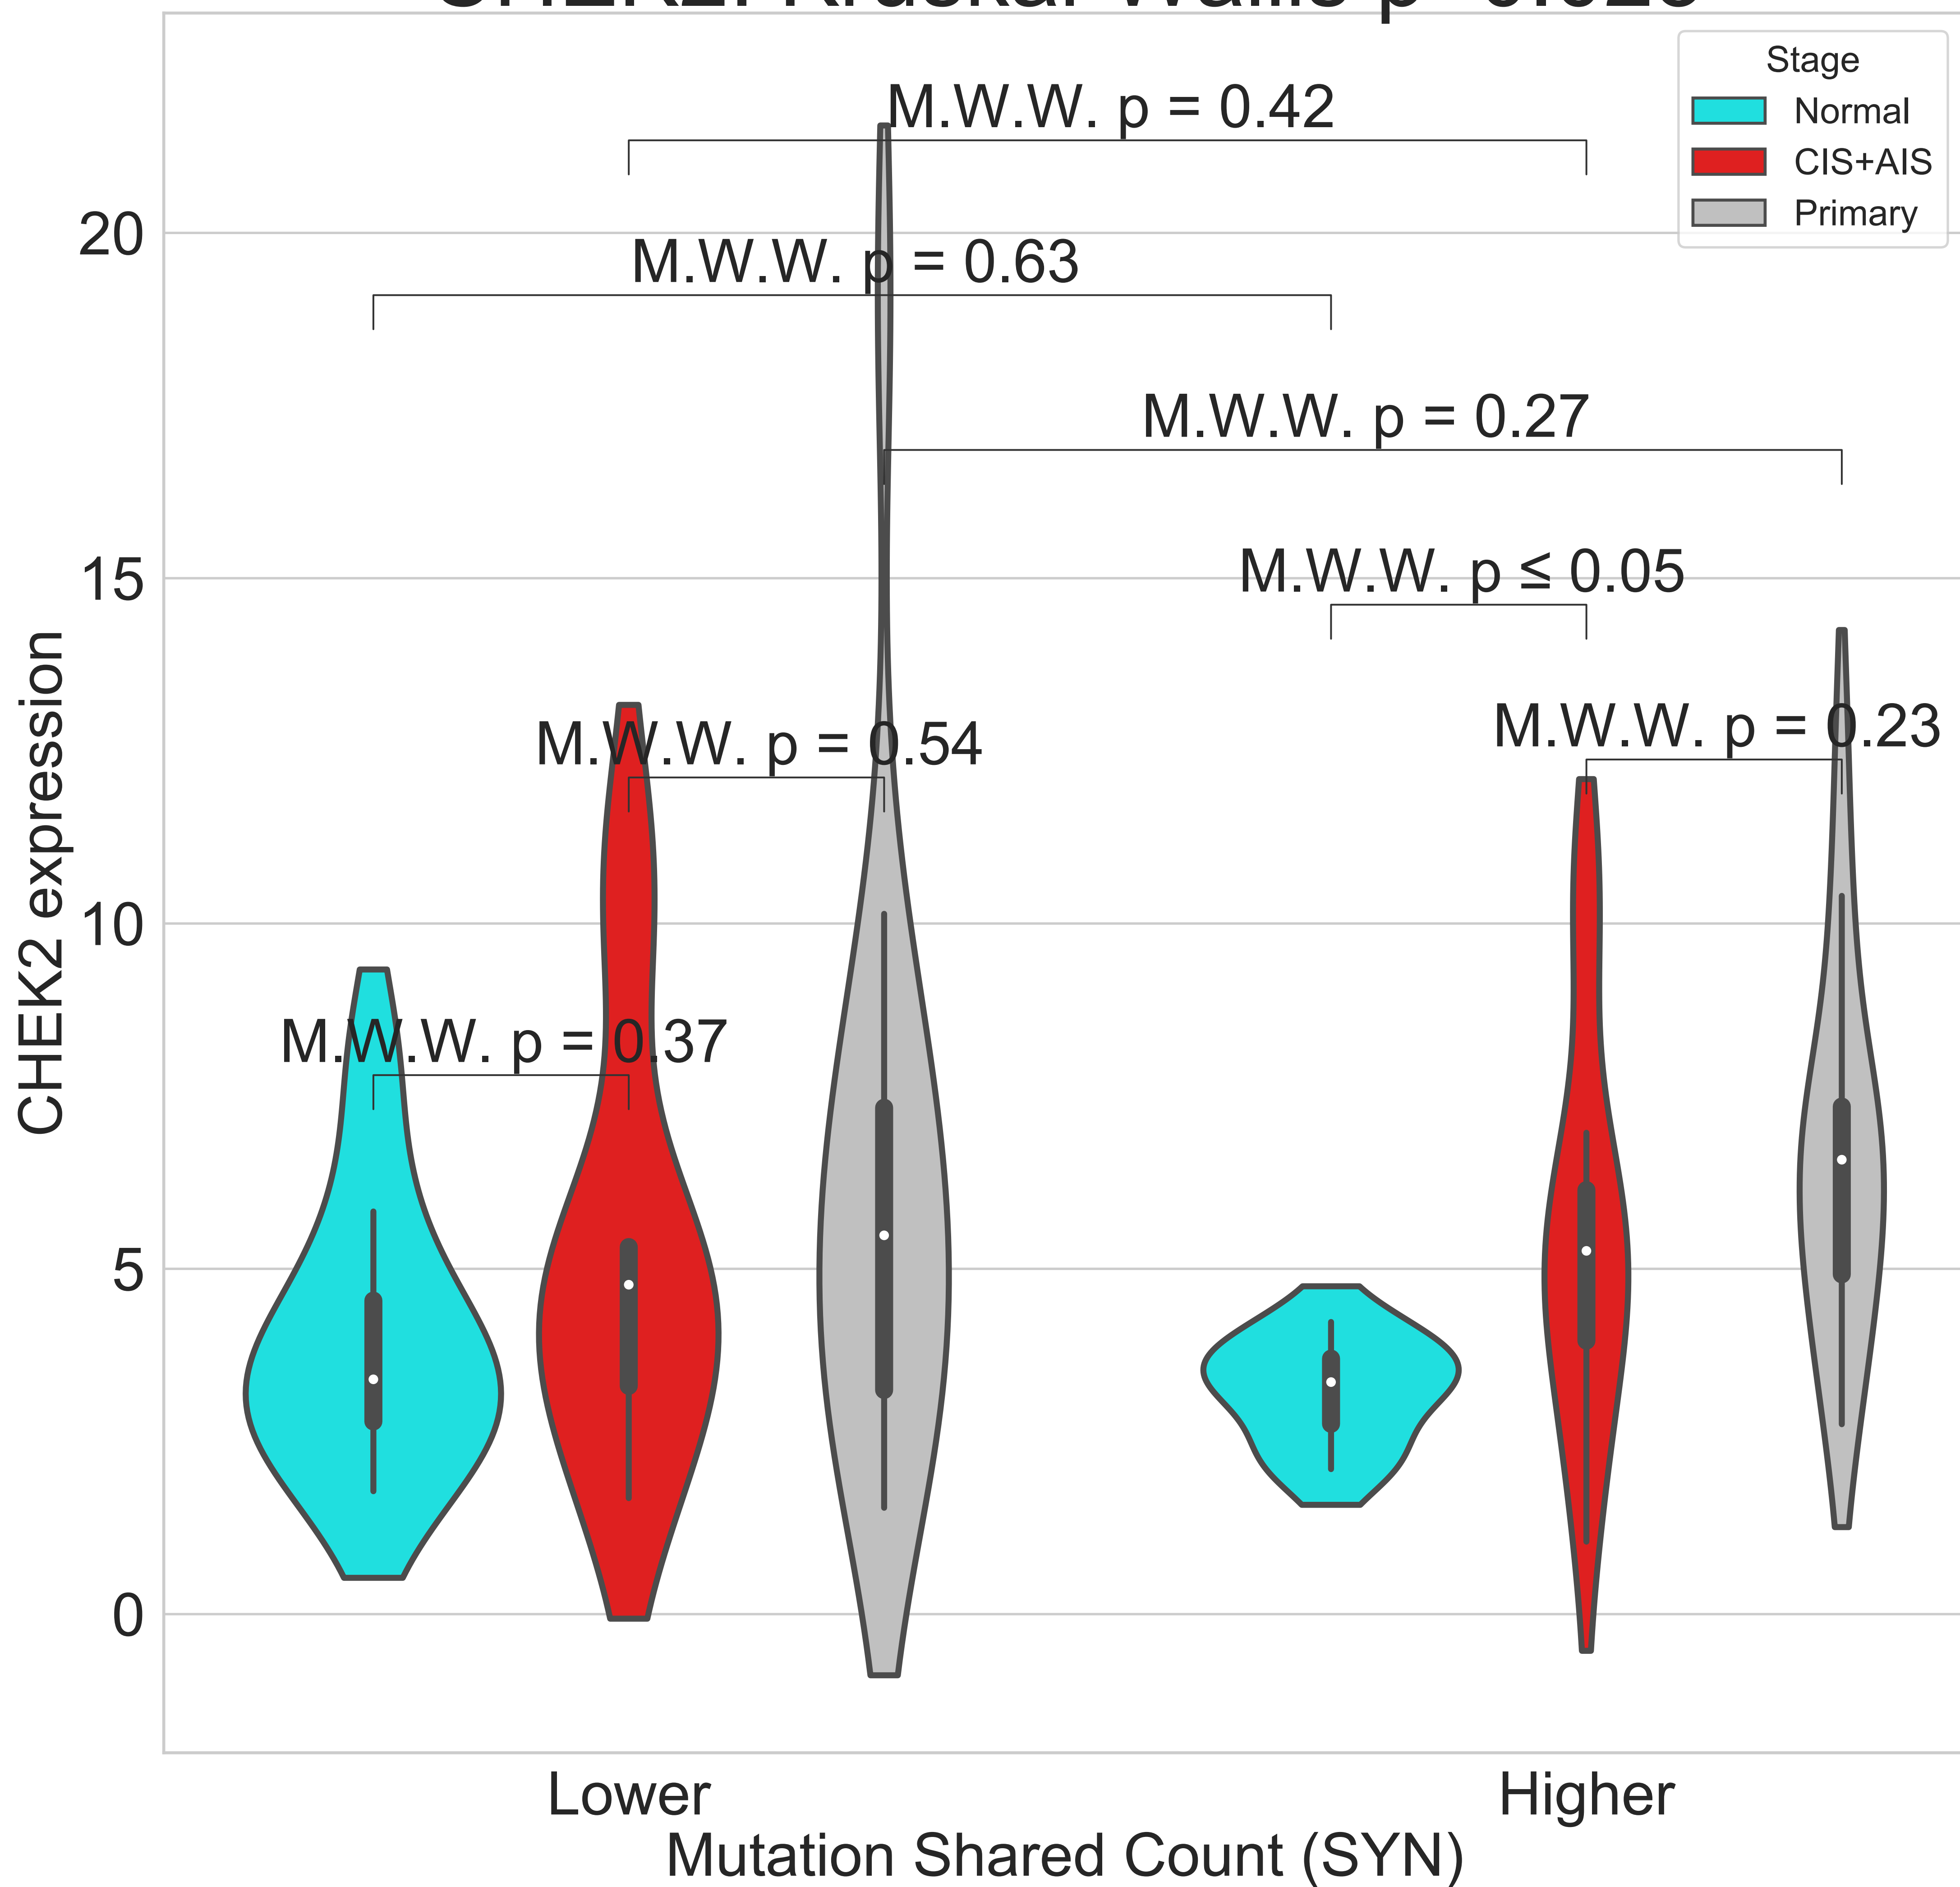 Stage
Normal
CIS+AIS
Primary
M.W.W. p = 0.42
M.W.W. p = 0.63
M.W.W. p = 0.27
M.W.W. p ≤ 0.05
M.W.W. p = 0.54
M.W.W. p = 0.23
M.W.W. p = 0.37
CHEK2 expression
20
15
10
5
0
Lower
Higher
Mutation Shared Count (SYN)